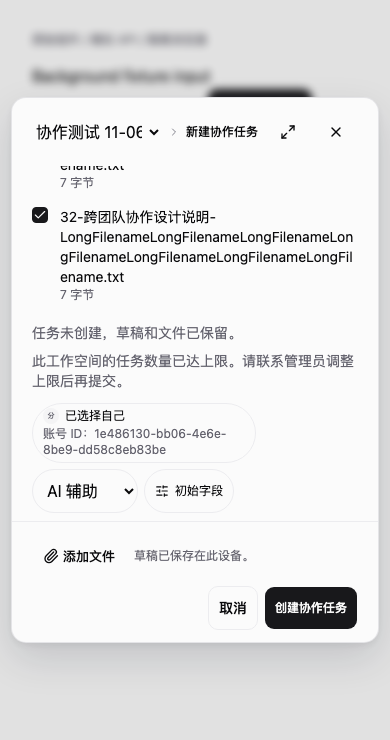 Background fixture input
协作测试 11-06
新建协作任务
ename.txt
7 字节
32-跨团队协作设计说明-
LongFilenameLongFilenameLongFilenameLon
gFilenameLongFilenameLongFilenameLongFil
ename.txt
7 字节
任务未创建，草稿和文件已保留。
此工作空间的任务数量已达上限。请联系管理员调整
上限后再提交。
分 已选择自己
账号 ID：1e486130-bb06-4e6e-
8be9-dd58c8eb83be
AI 辅助
初始字段
添加文件
草稿已保存在此设备。
取消
创建协作任务